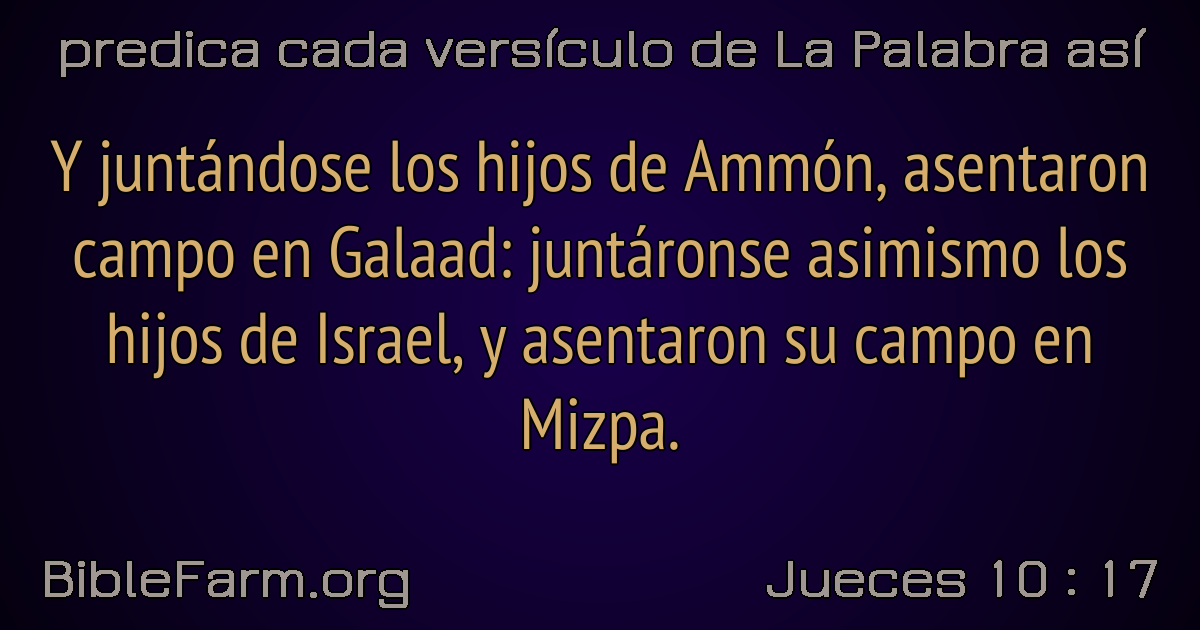 predica cada versículo de La Palabra así
Y juntándose los hijos de Ammón, asentaron
campo en Galaad: juntáronse asimismo los
hijos de Israel, y asentaron su campo en
Mizpa.
BibleFarm.org
Jueces 10 : 17